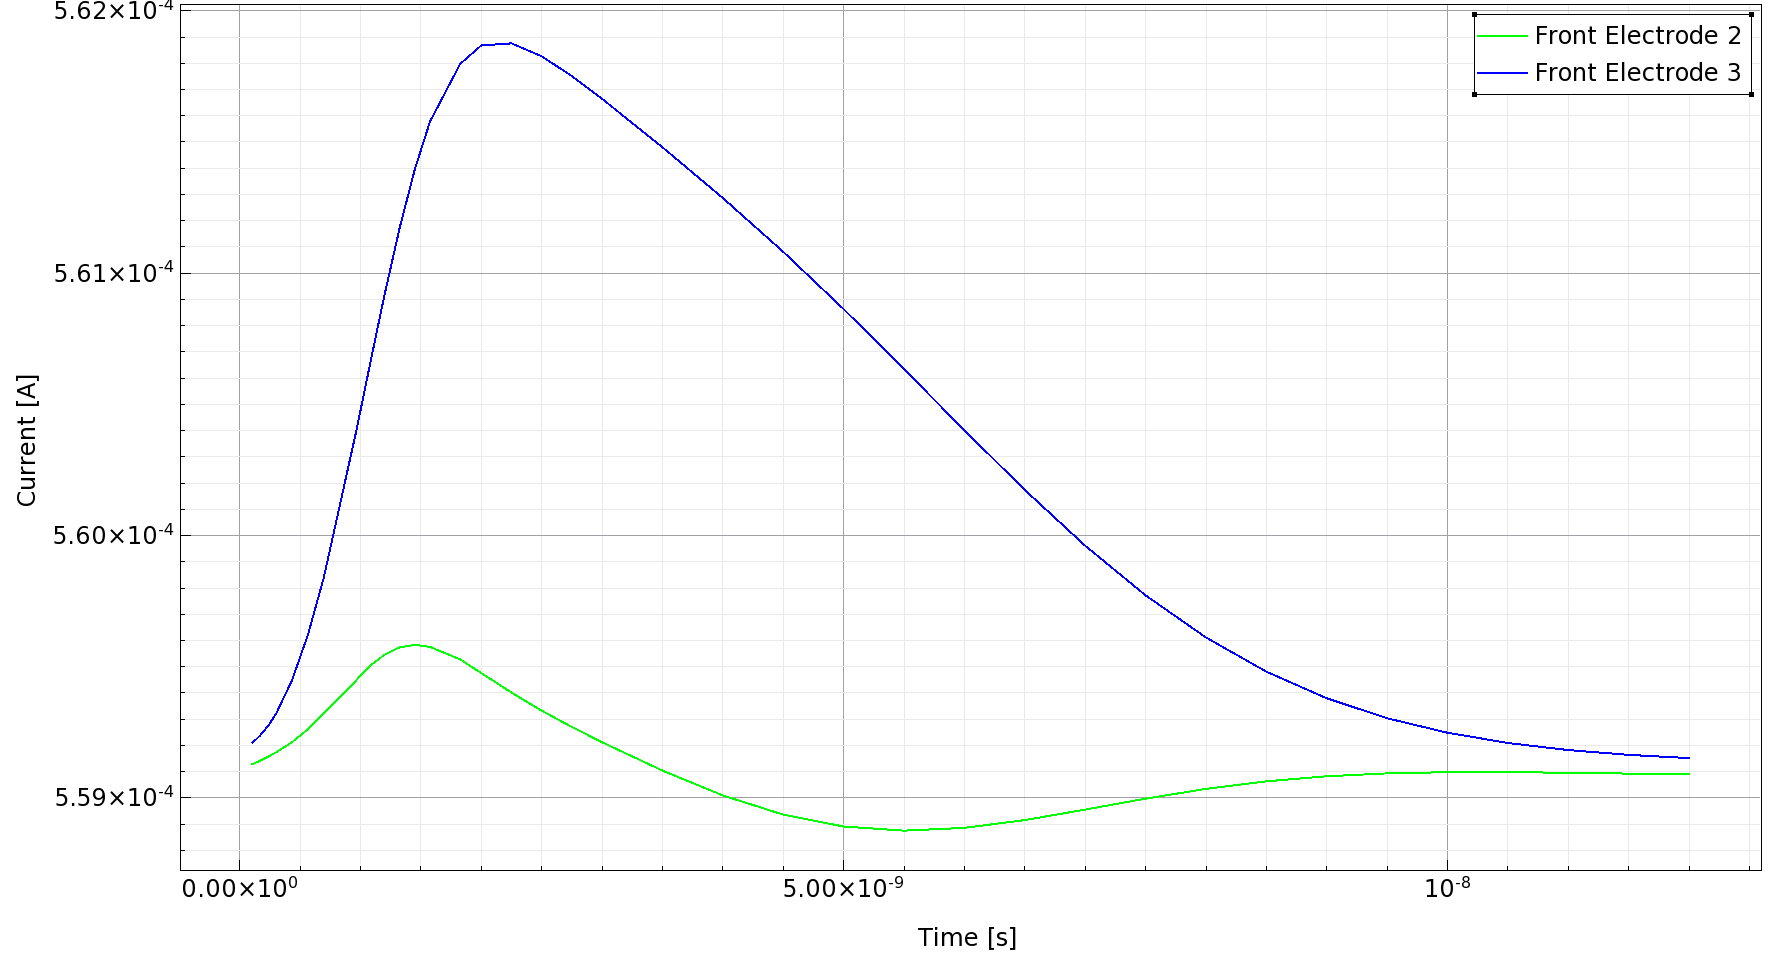 5.62×10⁻⁴
5.61×10⁻⁴
5.60×10⁻⁴
5.59×10⁻⁴
Current [A]
0.00×10⁰
5.00×10⁻⁹
10⁻⁸
Time [s]
Front Electrode 2
Front Electrode 3